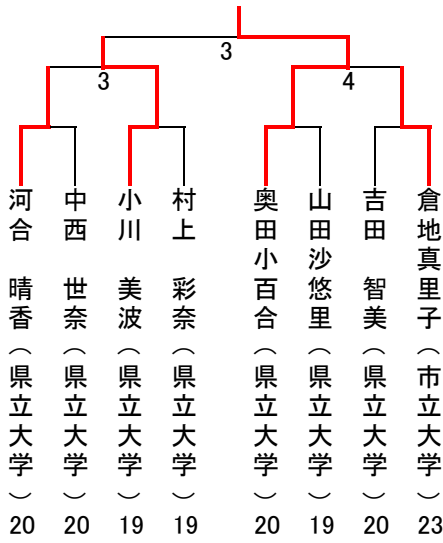 3
3
4
河合　晴香（県立大学）20
中西　世奈（県立大学）20
小川　美波（県立大学）19
村上　彩奈（県立大学）19
奥田小百合（県立大学）20
山田沙悠里（県立大学）19
吉田　智美（県立大学）20
倉地真里子（市立大学）23